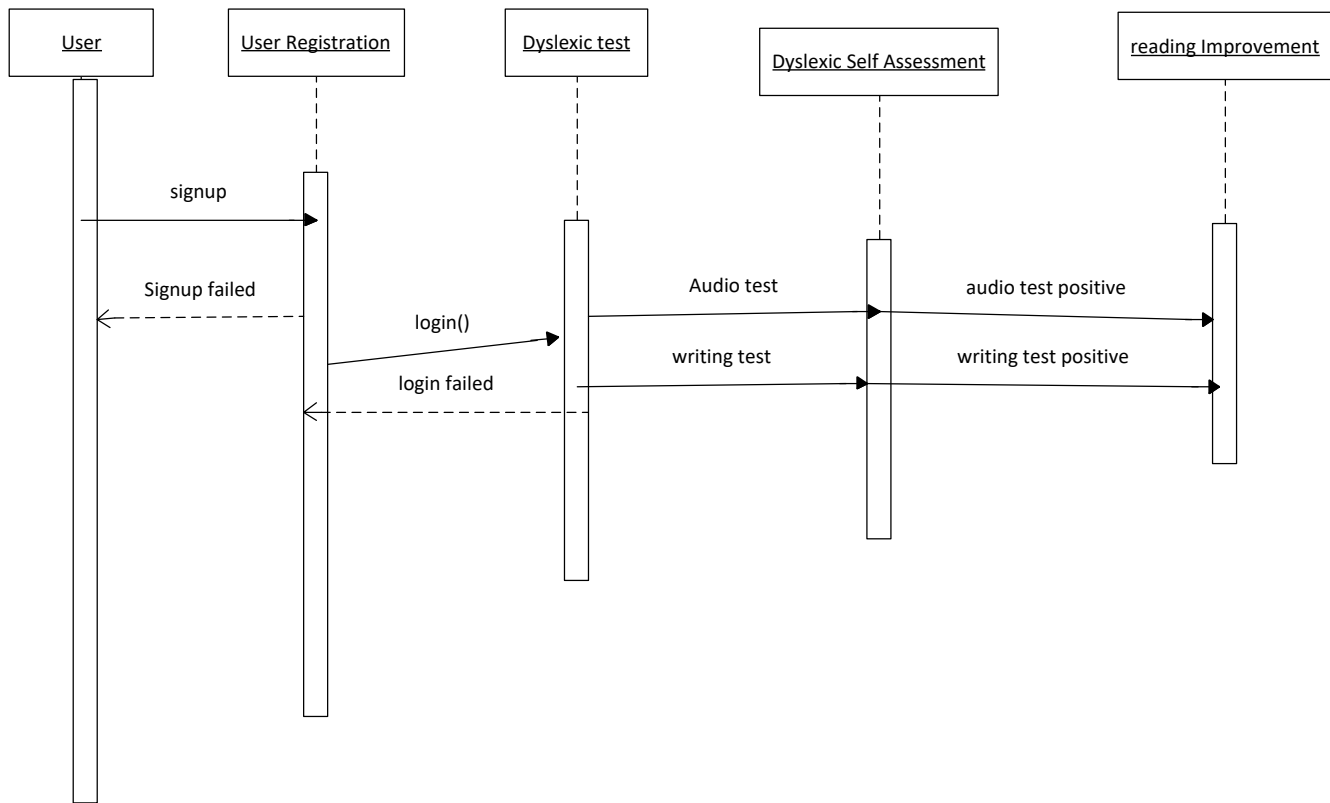 User
User Registration
Dyslexic test
Dyslexic Self Assessment
reading Improvement
signup
Signup failed
Audio test
audio test positive
login()
writing test
writing test positive
login failed